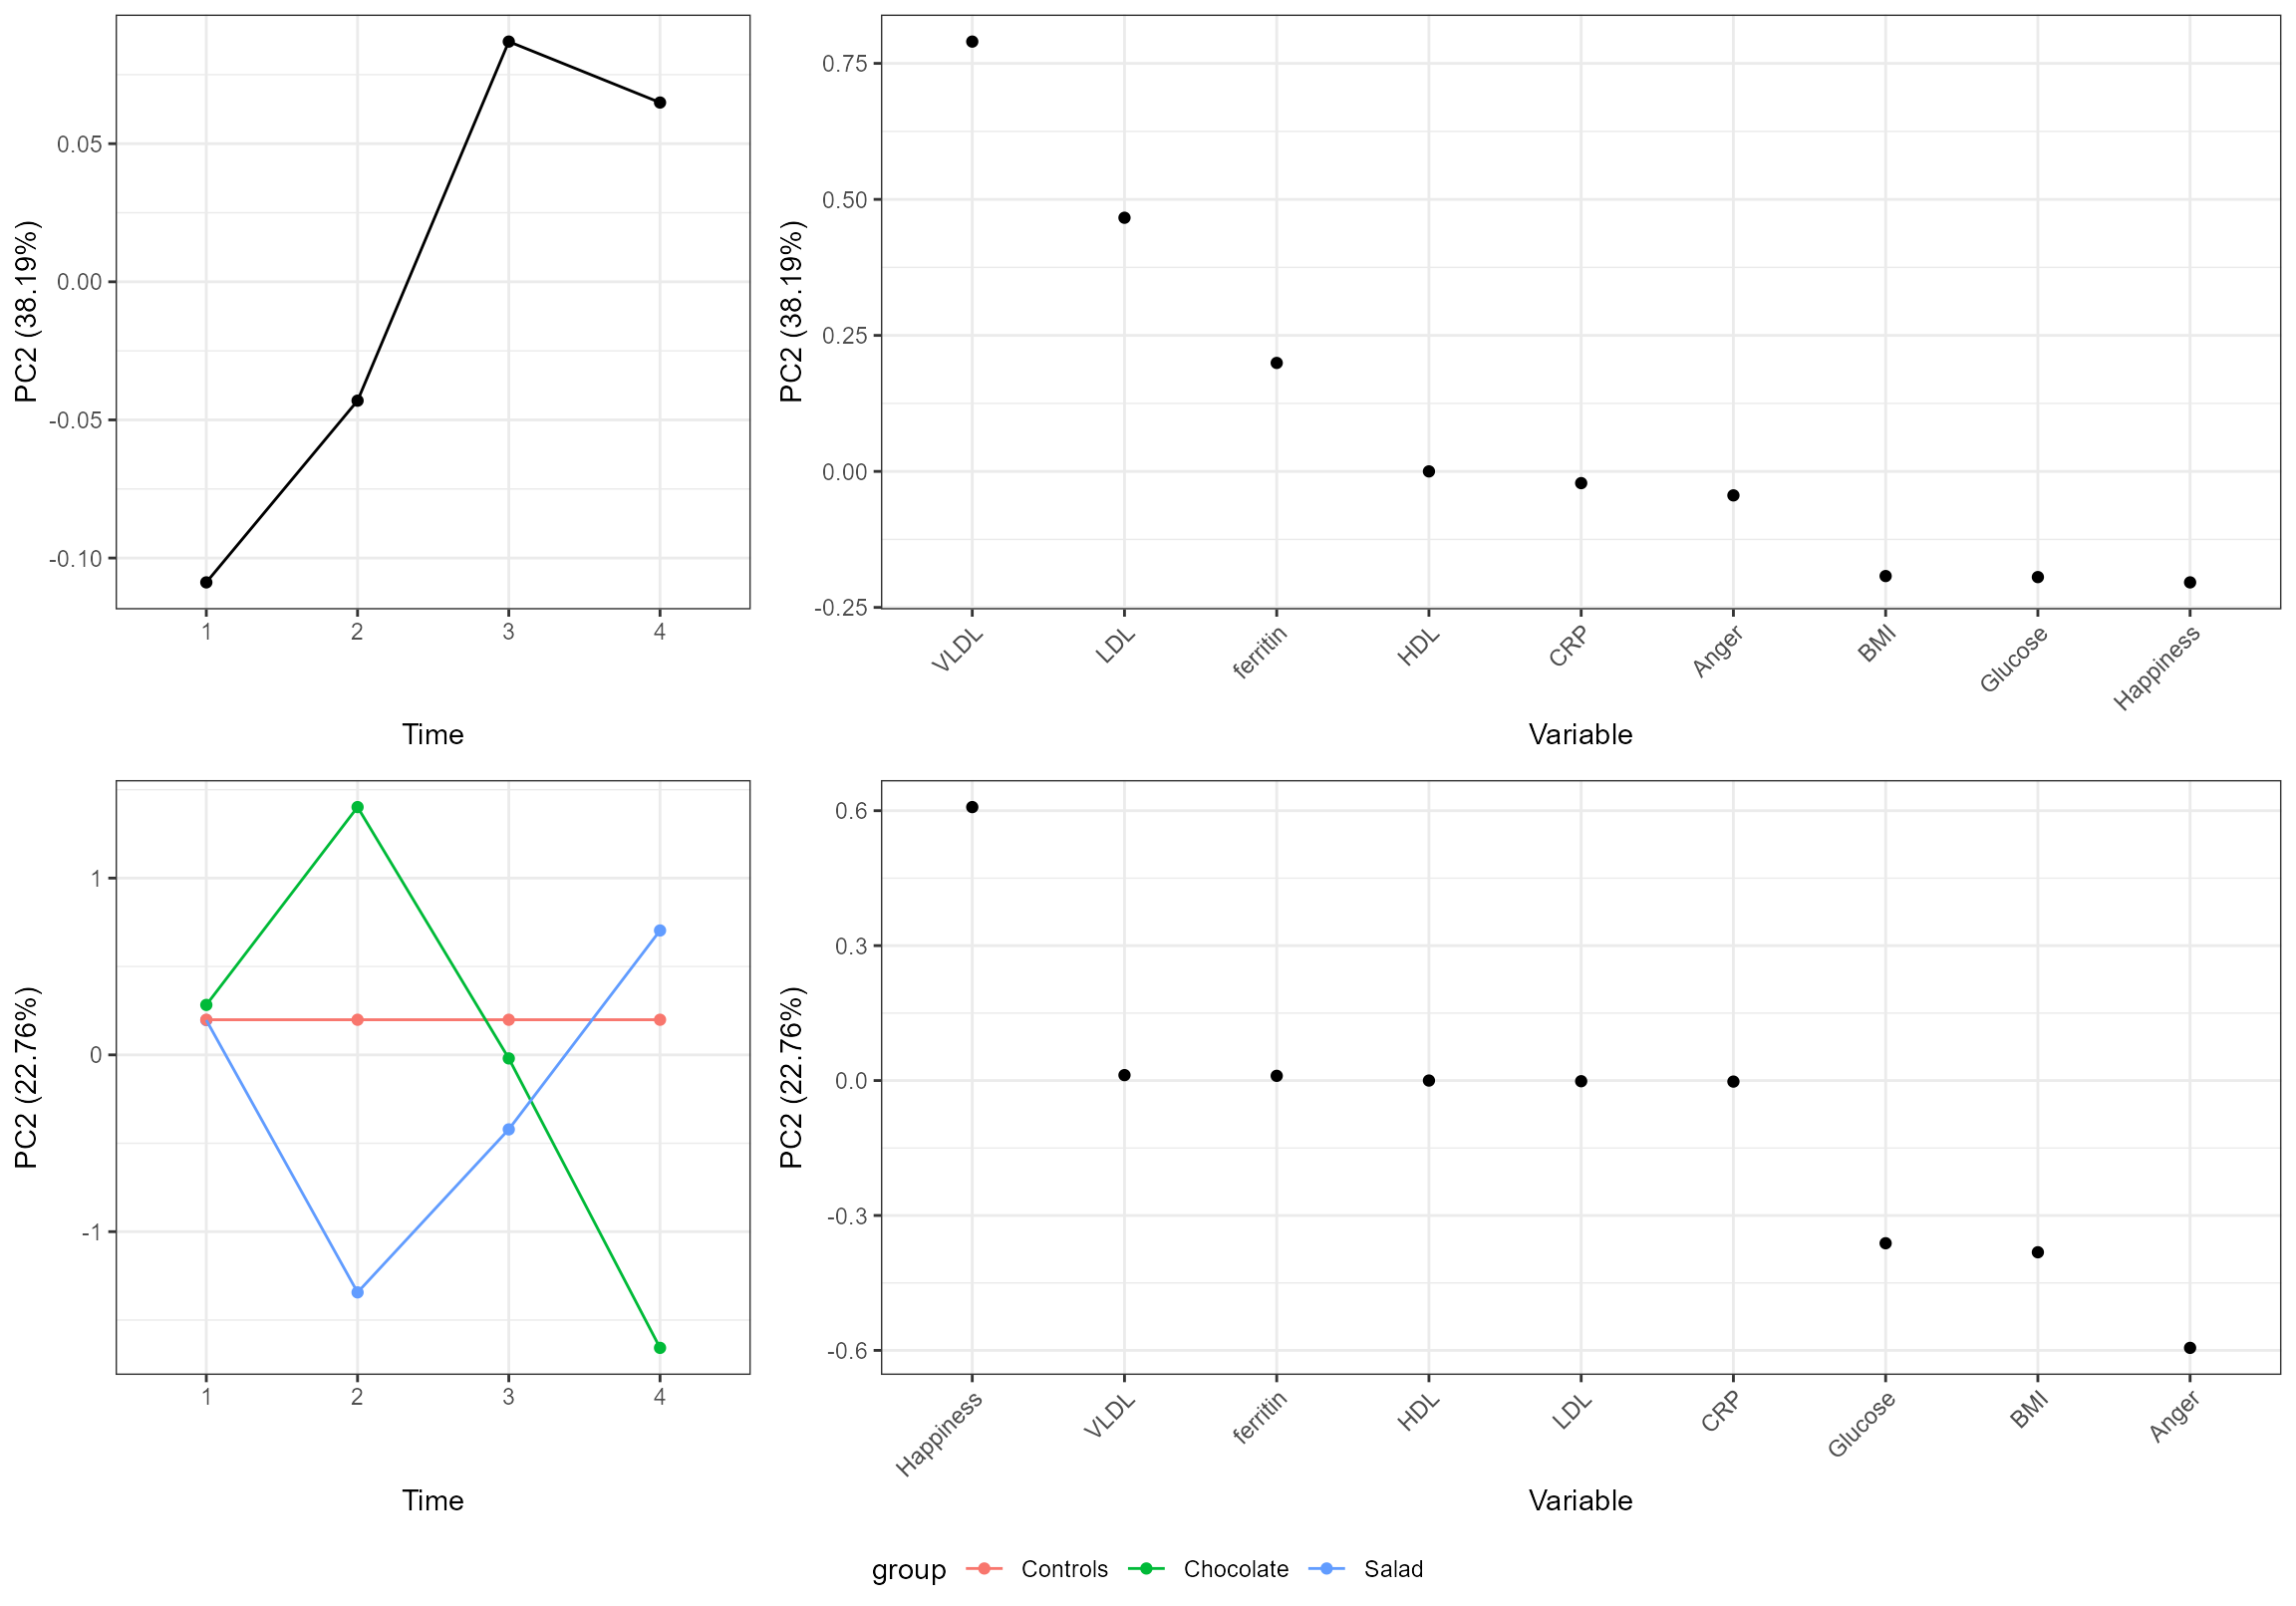 PC2 (38.19%)
0.05
0.00
-0.05
-0.10
1 2 3 4
Time
PC2 (38.19%)
0.75
0.50
0.25
0.00
-0.25
VLDL LDL ferritin HDL CRP Anger BMI Glucose Happiness
Variable
PC2 (22.76%)
1
0
-1
1 2 3 4
Time
PC2 (22.76%)
0.6
0.3
0.0
-0.3
-0.6
Happiness VLDL ferritin HDL LDL CRP Glucose BMI Anger
Variable
group Controls Chocolate Salad